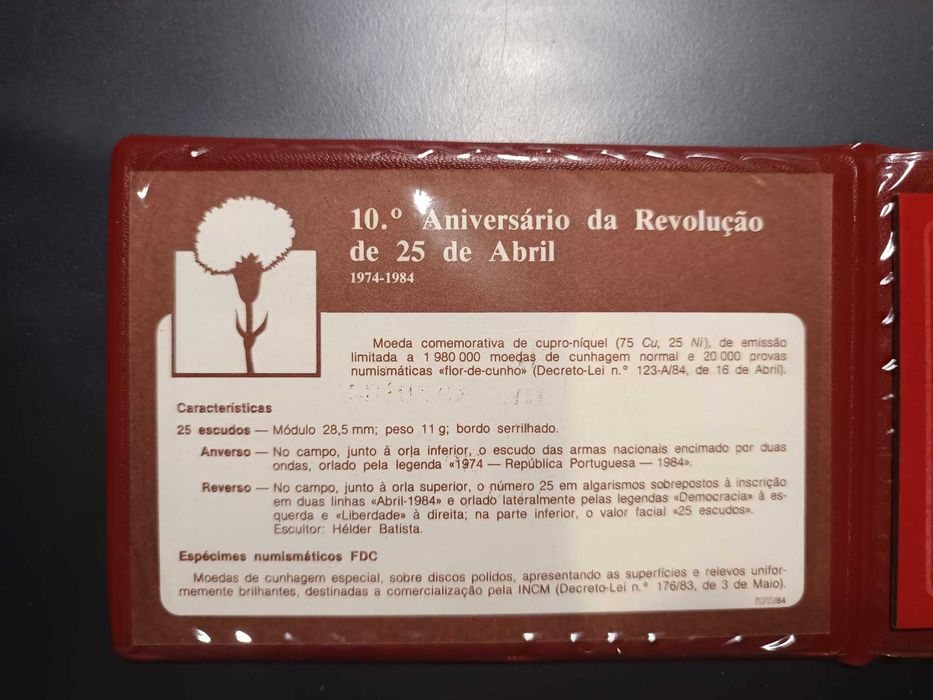 10.º Aniversário da Revolução
de 25 de Abril
1974-1984
Moeda comemorativa de cupro-níquel (75 Cu, 25 Ni), de emissão
limitada a 1 980 000 moedas de cunhagem normal e 20 000 provas
numismáticas «flor-de-cunho» (Decreto-Lei n.º 123-A/84, de 16 de Abril).
Características
25 escudos — Módulo 28,5 mm; peso 11 g; bordo serrilhado.
Anverso — No campo, junto à orla inferior, o escudo das armas nacionais encimado por duas
ondas, orlado pela legenda «1974 — República Portuguesa — 1984».
Reverso — No campo, junto à orla superior, o número 25 em algarismos sobrepostos à inscrição
em duas linhas «Abril-1984» e orlado lateralmente pelas legendas «Democracia» à es-
querda e «Liberdade» à direita; na parte inferior, o valor facial «25 escudos».
Escultor: Hélder Batista.
Espécimes numismáticos FDC
Moedas de cunhagem especial, sobre discos polidos, apresentando as superfícies e relevos unifor-
memente brilhantes, destinadas a comercialização pela INCM (Decreto-Lei n.º 176/83, de 3 de Maio).
/84